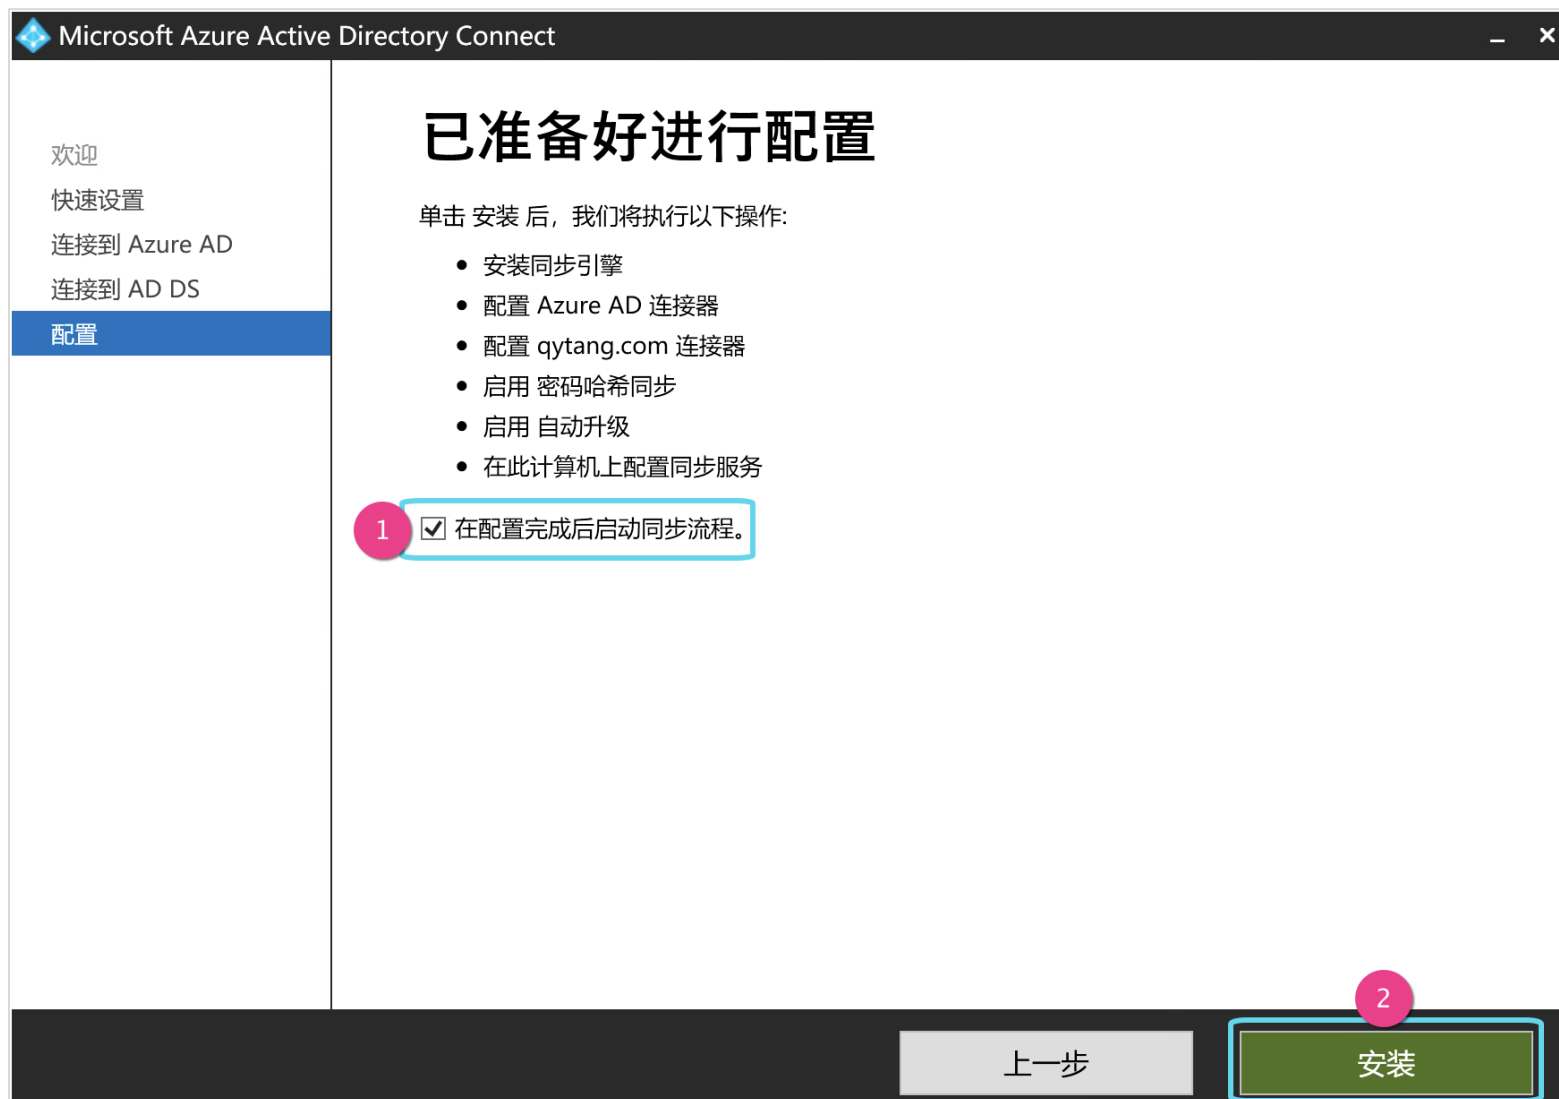 Microsoft Azure Active Directory Connect
欢迎
快速设置
连接到 Azure AD
连接到 AD DS
配置
已准备好进行配置
单击 安装 后，我们将执行以下操作:
安装同步引擎
配置 Azure AD 连接器
配置 qytang.com 连接器
启用 密码哈希同步
启用 自动升级
在此计算机上配置同步服务
1
在配置完成后启动同步流程。
2
上一步
安装